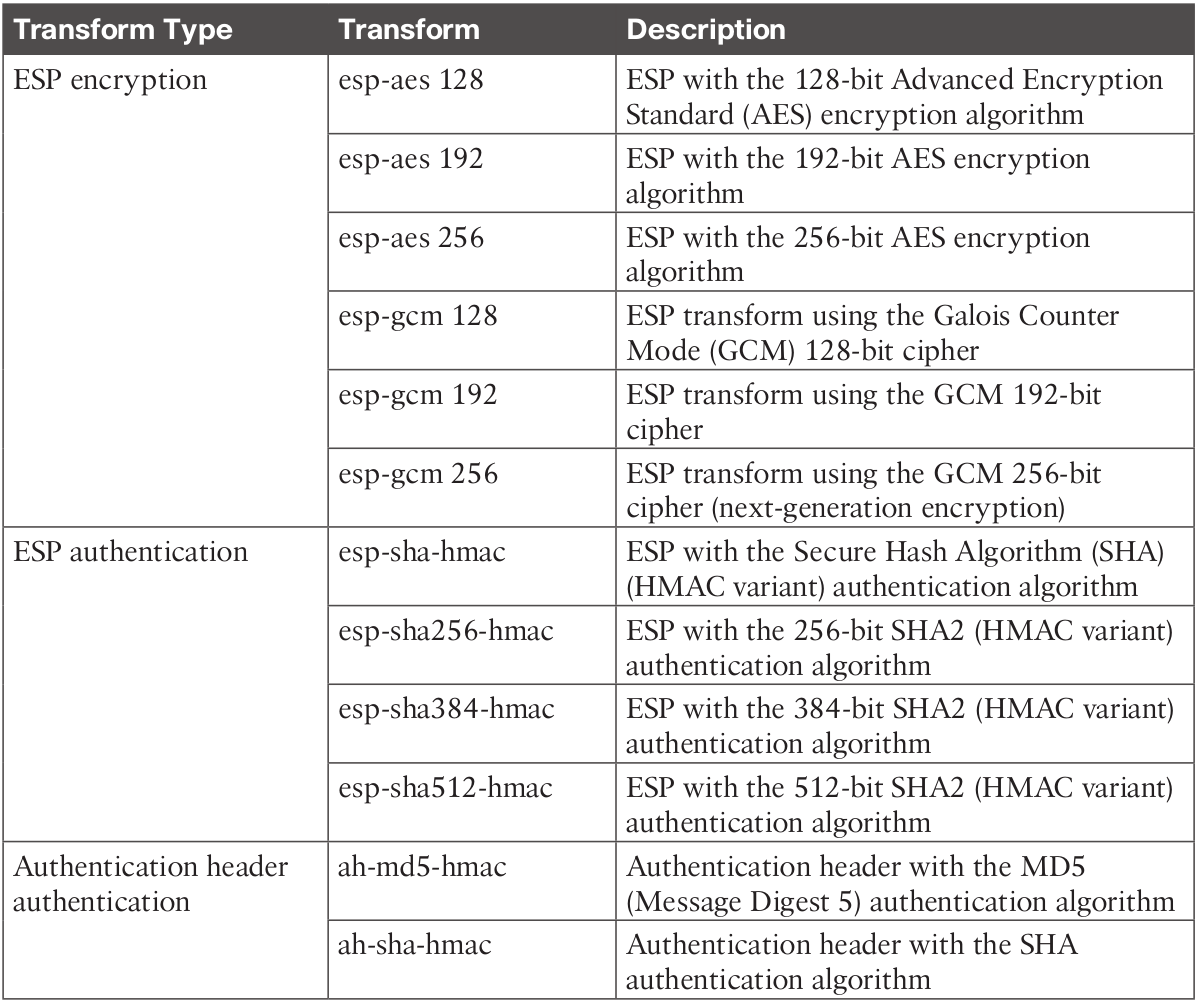 Transform Type Transform Description
ESP encryption esp-aes 128 ESP with the 128-bit Advanced Encryption
Standard (AES) encryption algorithm
esp-aes 192 ESP with the 192-bit AES encryption
algorithm
esp-aes 256 ESP with the 256-bit AES encryption
algorithm
esp-gcm 128 ESP transform using the Galois Counter
Mode (GCM) 128-bit cipher
esp-gcm 192 ESP transform using the GCM 192-bit
cipher
esp-gcm 256 ESP transform using the GCM 256-bit
cipher (next-generation encryption)
ESP authentication esp-sha-hmac ESP with the Secure Hash Algorithm (SHA)
(HMAC variant) authentication algorithm
esp-sha256-hmac ESP with the 256-bit SHA2 (HMAC variant)
authentication algorithm
esp-sha384-hmac ESP with the 384-bit SHA2 (HMAC variant)
authentication algorithm
esp-sha512-hmac ESP with the 512-bit SHA2 (HMAC variant)
authentication algorithm
Authentication header ah-md5-hmac Authentication header with the MD5
authentication (Message Digest 5) authentication algorithm
ah-sha-hmac Authentication header with the SHA
authentication algorithm